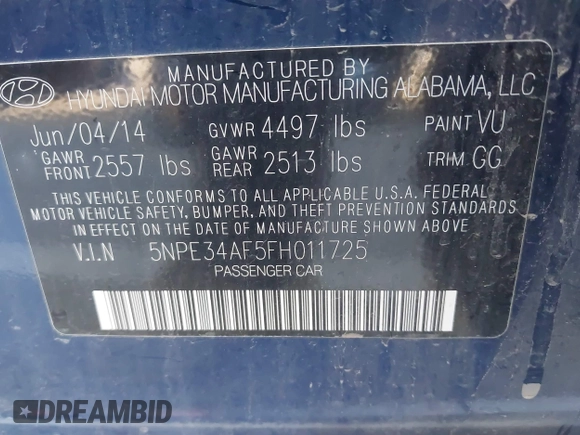 MANUFACTURED BY
HYUNDAI MOTOR MANUFACTURING ALABAMA, LLC
Jun/04/14 GVWR 4497 lbs PAINT VU
GAWR FRONT 2557 lbs GAWR REAR 2513 lbs TRIM GG
THIS VEHICLE CONFORMS TO ALL APPLICABLE U.S.A. FEDERAL
MOTOR VEHICLE SAFETY, BUMPER, AND THEFT PREVENTION STANDARDS
IN EFFECT ON THE DATE OF MANUFACTURE SHOWN ABOVE
V.I.N 5NPE34AF5FH011725
PASSENGER CAR
DREAMBID